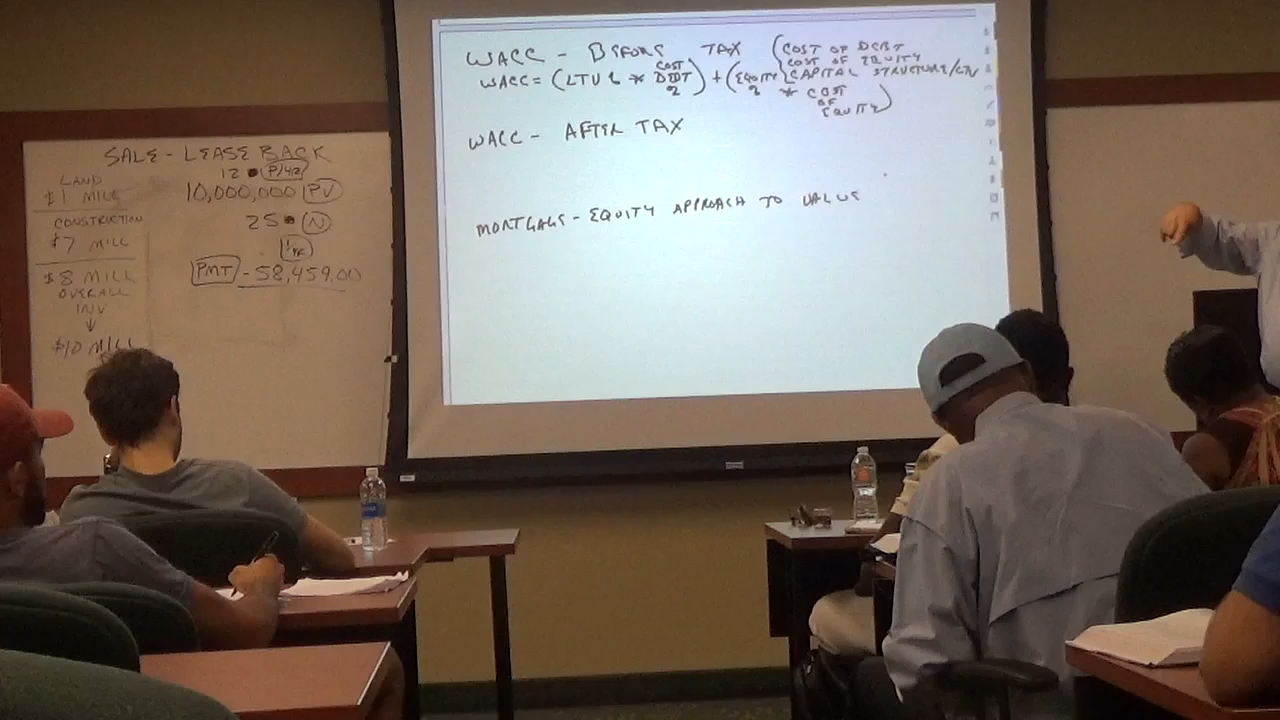 SALE - LEASE BACK
LAND
$1 MILL
CONSTRUCTION
$7 MILL
$8 MILL
OVERALL
INV
↓
$10 MILL
12 P/YR
10,000,000 PV
25 N
PMT -58,459.00
WACC - BEFORE TAX (COST OF DEBT
COST OF EQUITY
CAPITAL STRUCTURE/LTV
WACC = (LTV % * COST DEBT %) + (EQUITY % * COST OF EQUITY)
WACC - AFTER TAX
MORTGAGE - EQUITY APPROACH TO VALUE